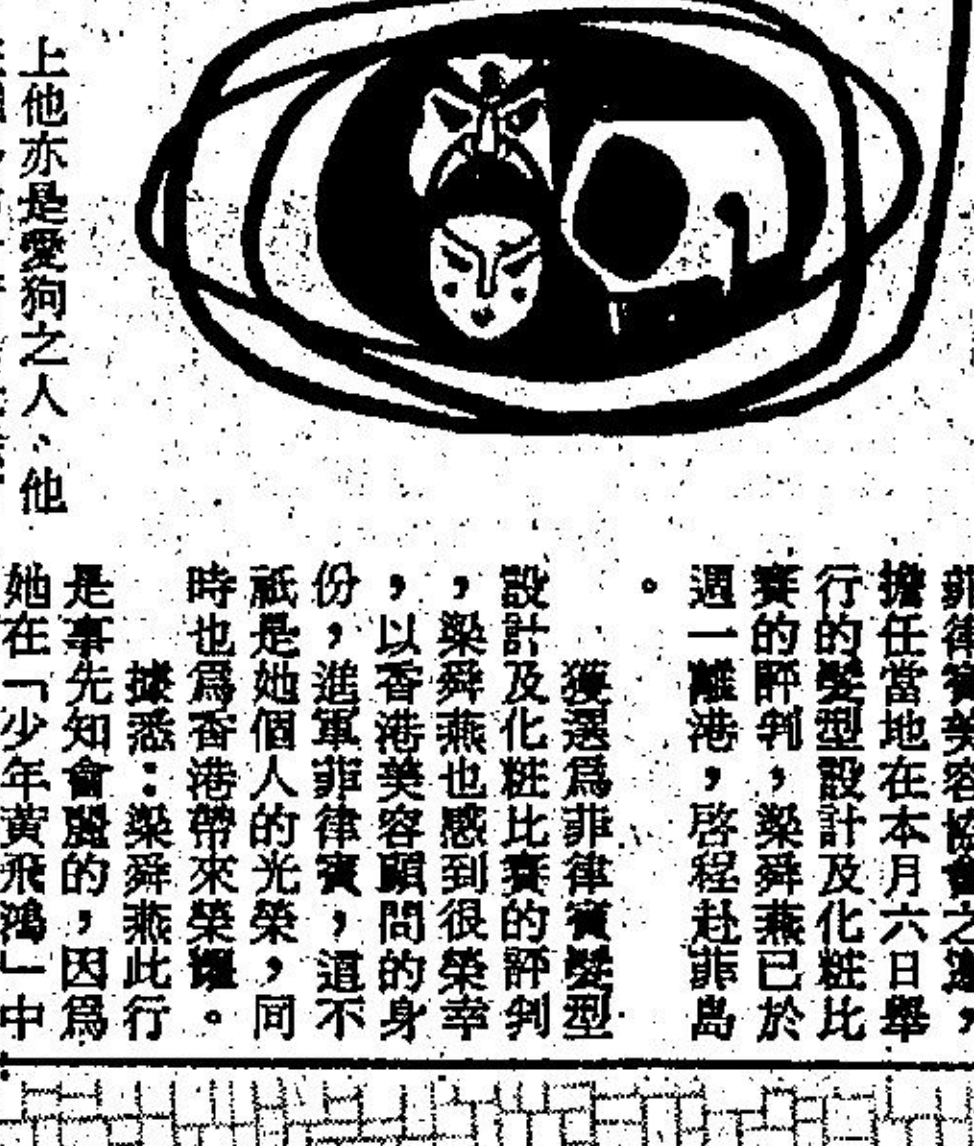 菲律賓美容協會之邀，
擔任當地在本月六日舉
行的髮型設計及化粧比
賽的評判，梁舜燕已於
週一離港，啓程赴菲島
。
獲選爲菲律賓髮型
設計及化粧比賽的評判
，梁舜燕也感到很榮幸
，以香港美容顧問的身
份，進軍菲律賓，這不
祇是她個人的光榮，同
時也爲香港帶來榮耀。
據悉：梁舜燕此行
是事先知會麗的，因爲
她在「少年黃飛鴻」中
上他亦是愛狗之人，他